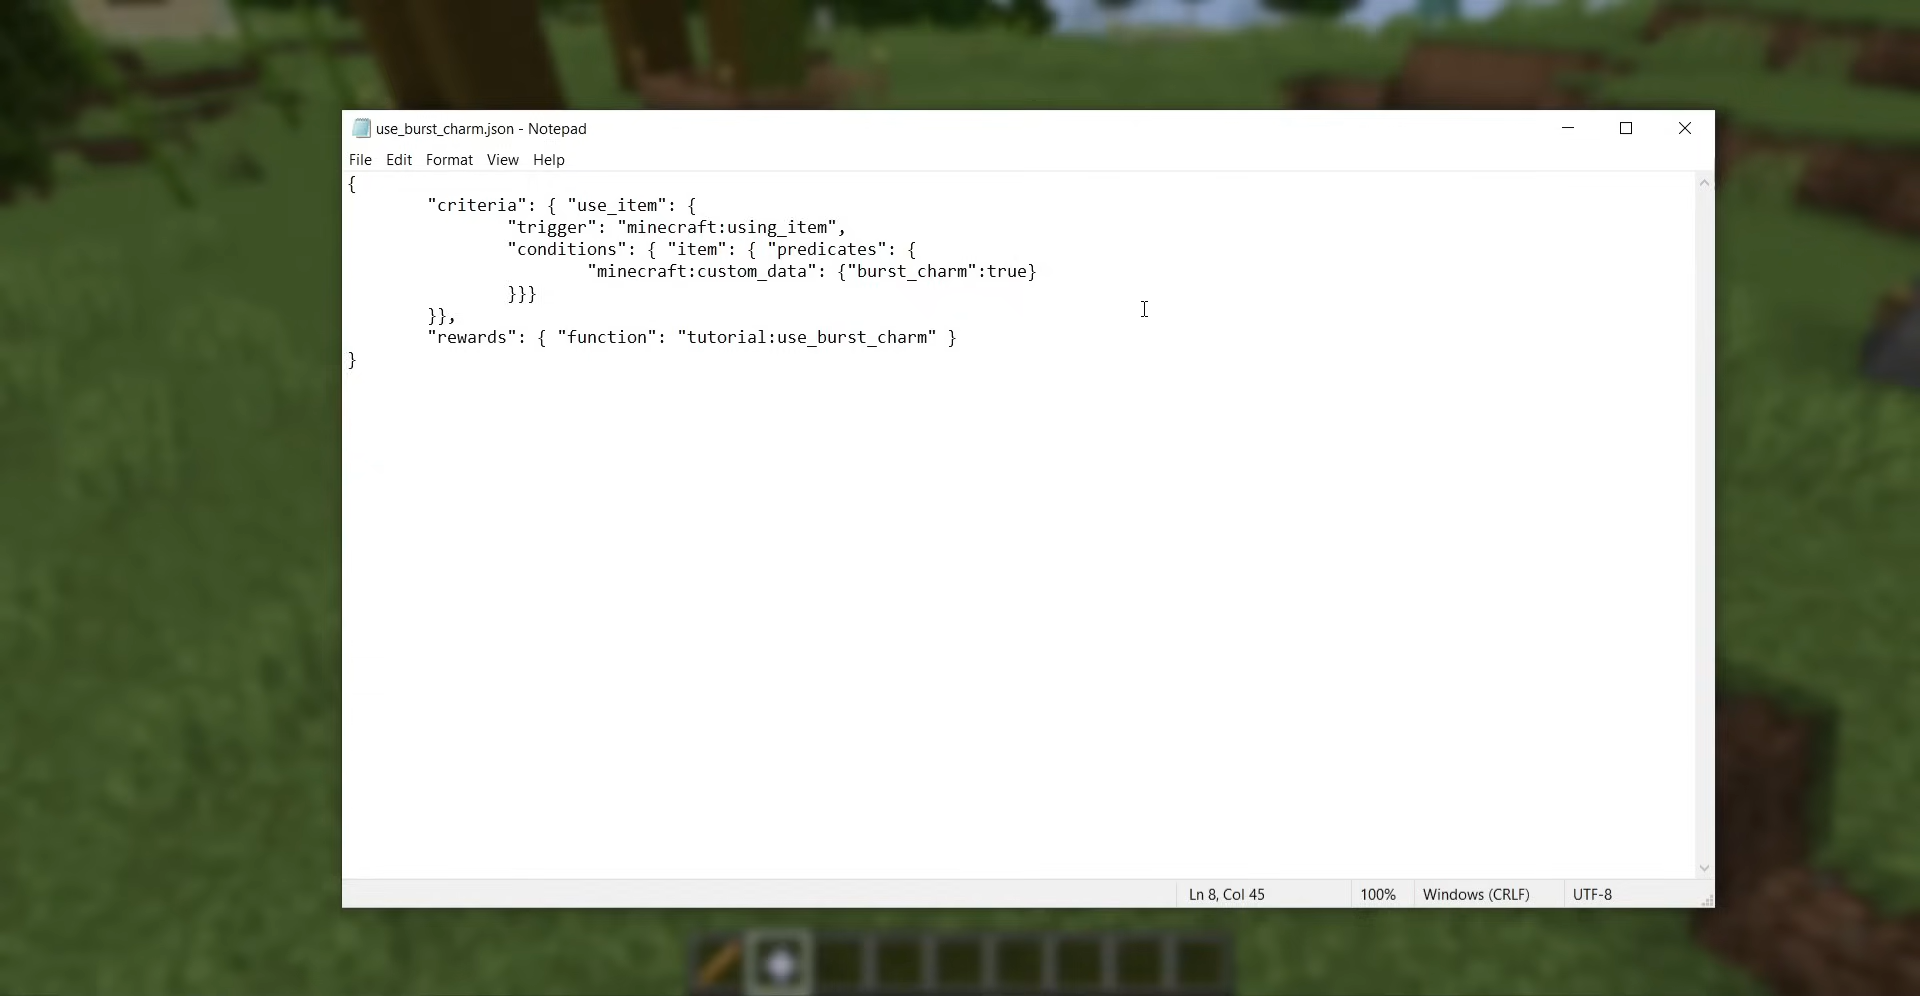 use_burst_charm.json - Notepad
File Edit Format View Help
{
	"criteria": { "use_item": {
		"trigger": "minecraft:using_item",
		"conditions": { "item": { "predicates": {
			"minecraft:custom_data": {"burst_charm":true}
		}}}
	}},
	"rewards": { "function": "tutorial:use_burst_charm" }
}
Ln 8, Col 45 100% Windows (CRLF) UTF-8